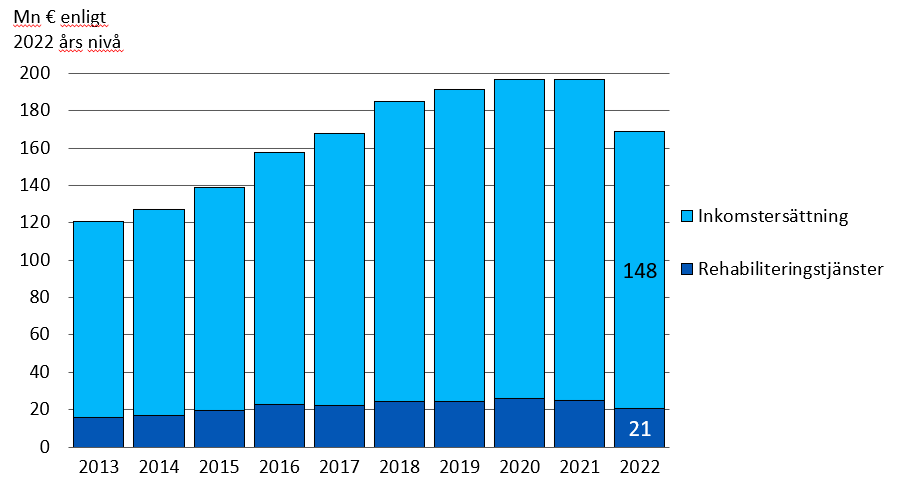 Mn € enligt
2022 års nivå
200
180
160
140
120
100
80
60
40
20
0
148
21
2013 2014 2015 2016 2017 2018 2019 2020 2021 2022
Inkomstersättning
Rehabiliteringstjänster